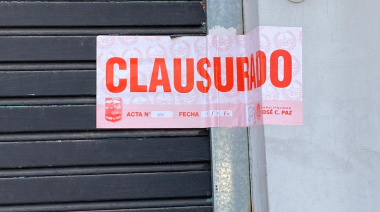 CLAUSURADO
ACTA N° FECHA
JOSÉ C. PAZ